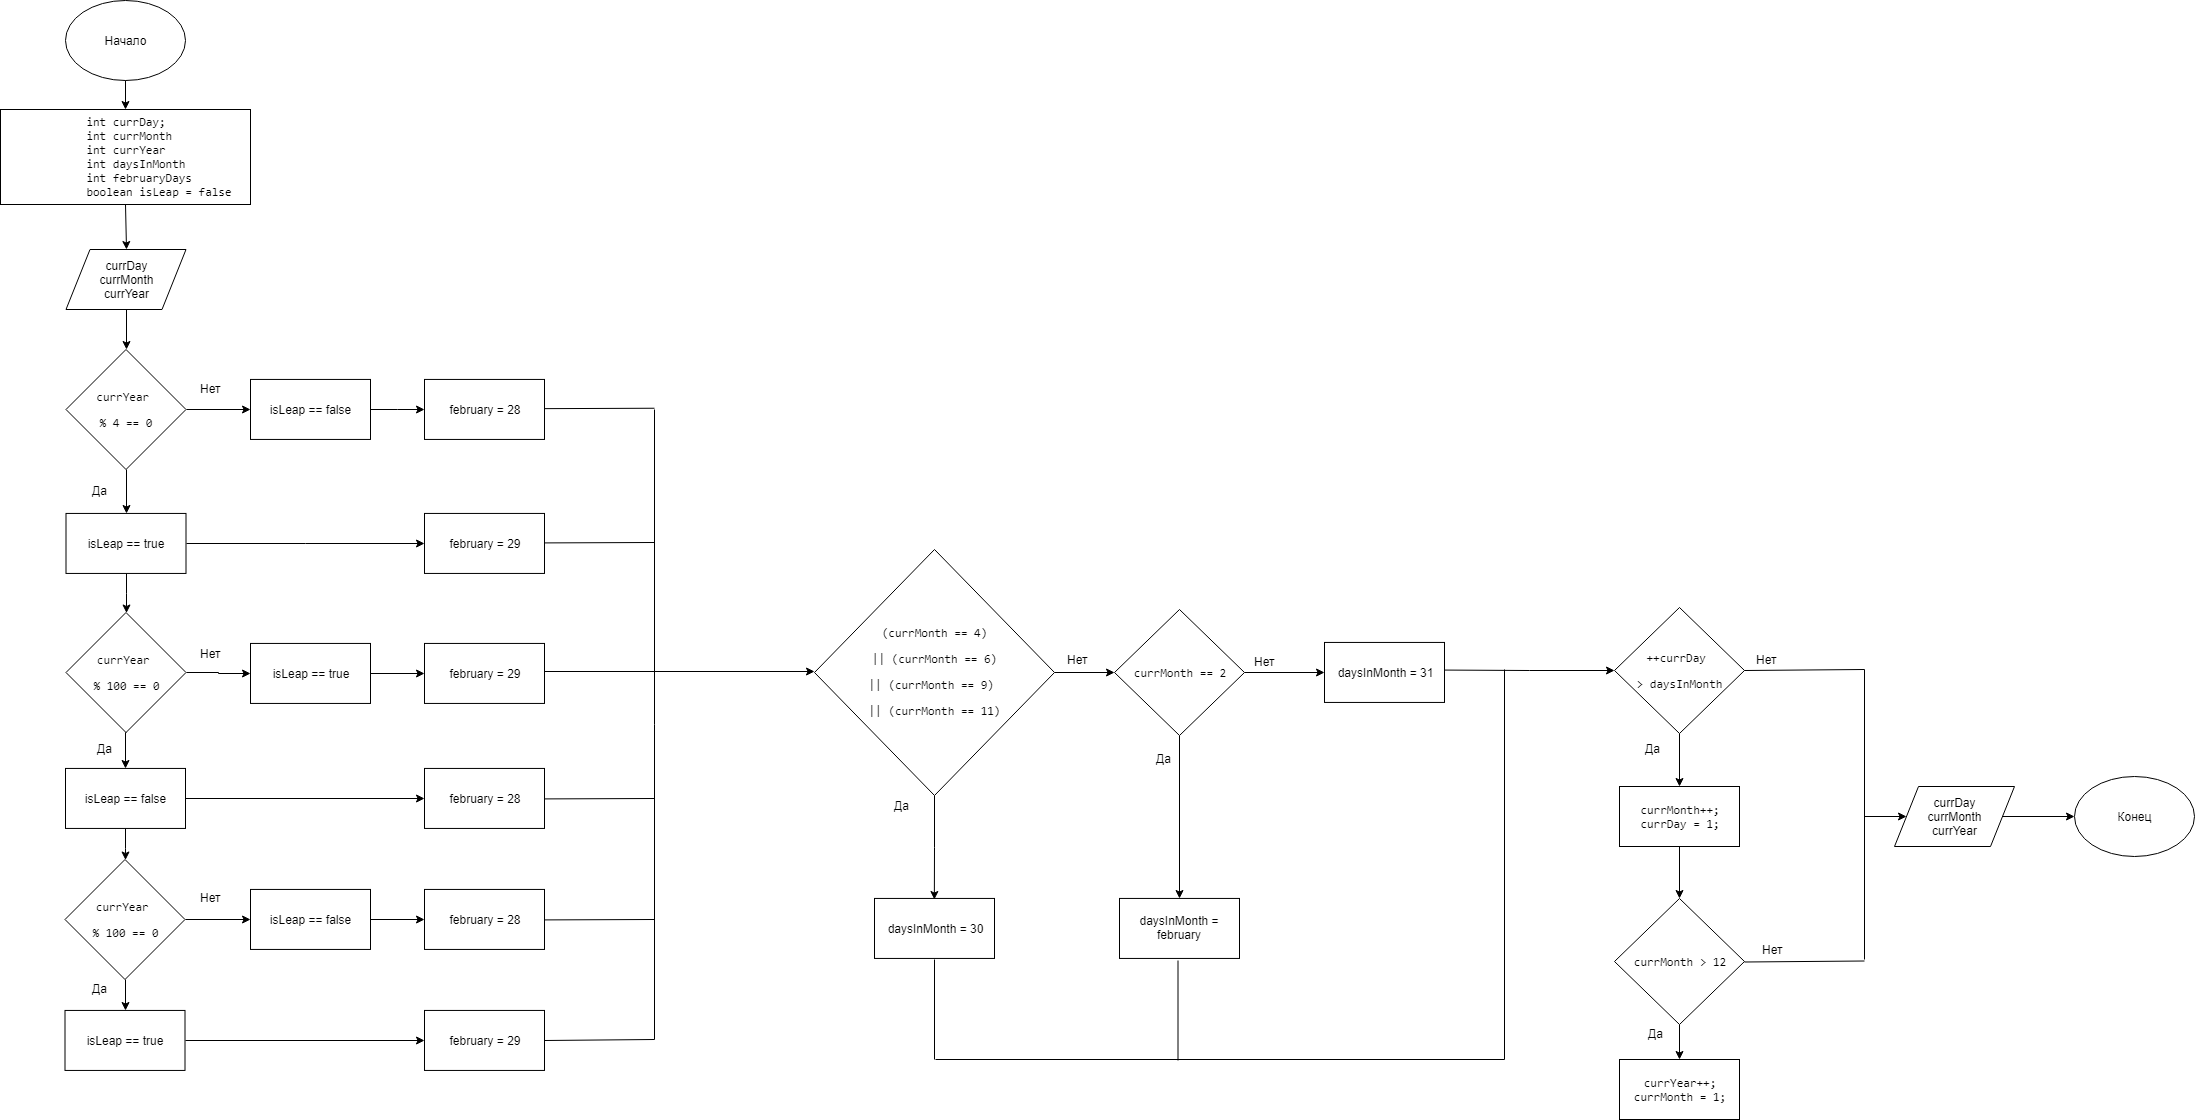 Начало
int currDay;
int currMonth
int currYear
int daysInMonth
int februaryDays
boolean isLeap = false
currDay
currMonth
currYear
currYear
% 4 == 0
Нет
isLeap == false
february = 28
Да
isLeap == true
february = 29
currYear
% 100 == 0
Нет
isLeap == true
february = 29
Да
isLeap == false
february = 28
currYear
% 100 == 0
Нет
isLeap == false
february = 28
Да
isLeap == true
february = 29
(currMonth == 4)
|| (currMonth == 6)
|| (currMonth == 9)
|| (currMonth == 11)
Нет
Да
daysInMonth = 30
currMonth == 2
Нет
Да
daysInMonth =
february
daysInMonth = 31
++currDay
> daysInMonth
Нет
Да
currMonth++;
currDay = 1;
currMonth > 12
Нет
Да
currYear++;
currMonth = 1;
currDay
currMonth
currYear
Конец